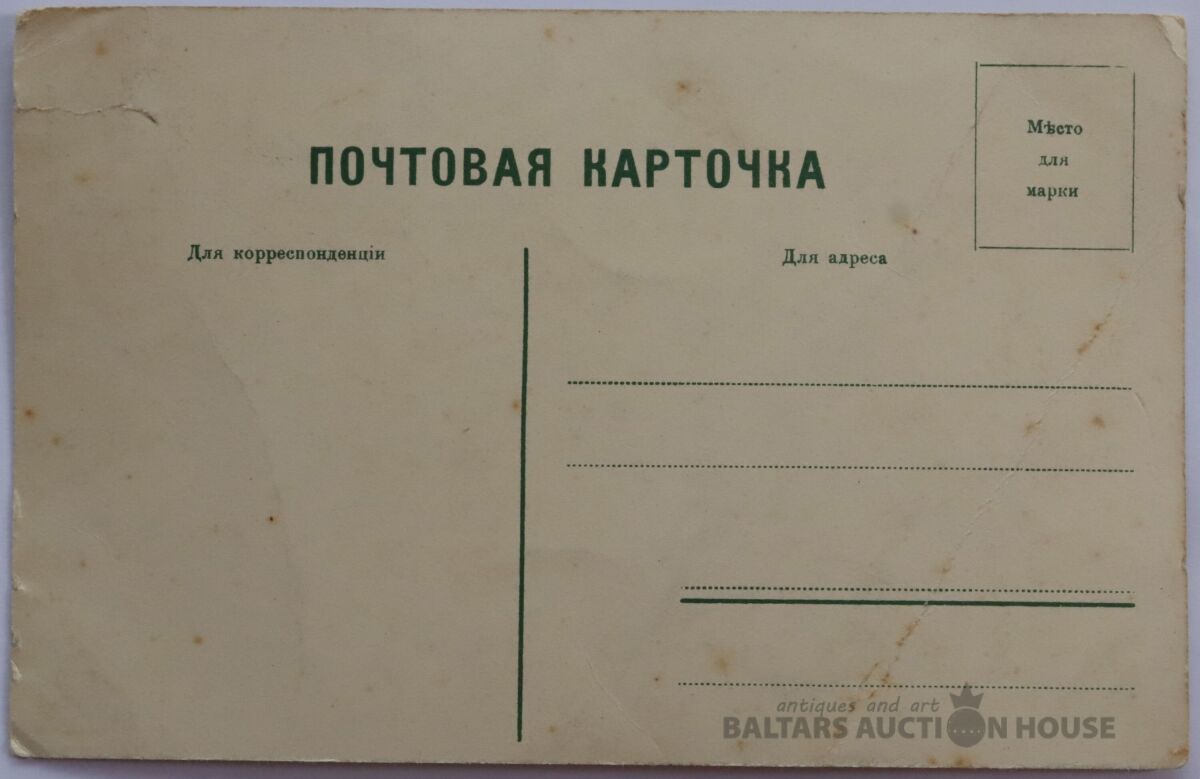 Мѣсто
для
марки
ПОЧТОВАЯ КАРТОЧКА
Для корреспонденціи
Для адреса
antiques and art
BALTARS AUCTION HOUSE